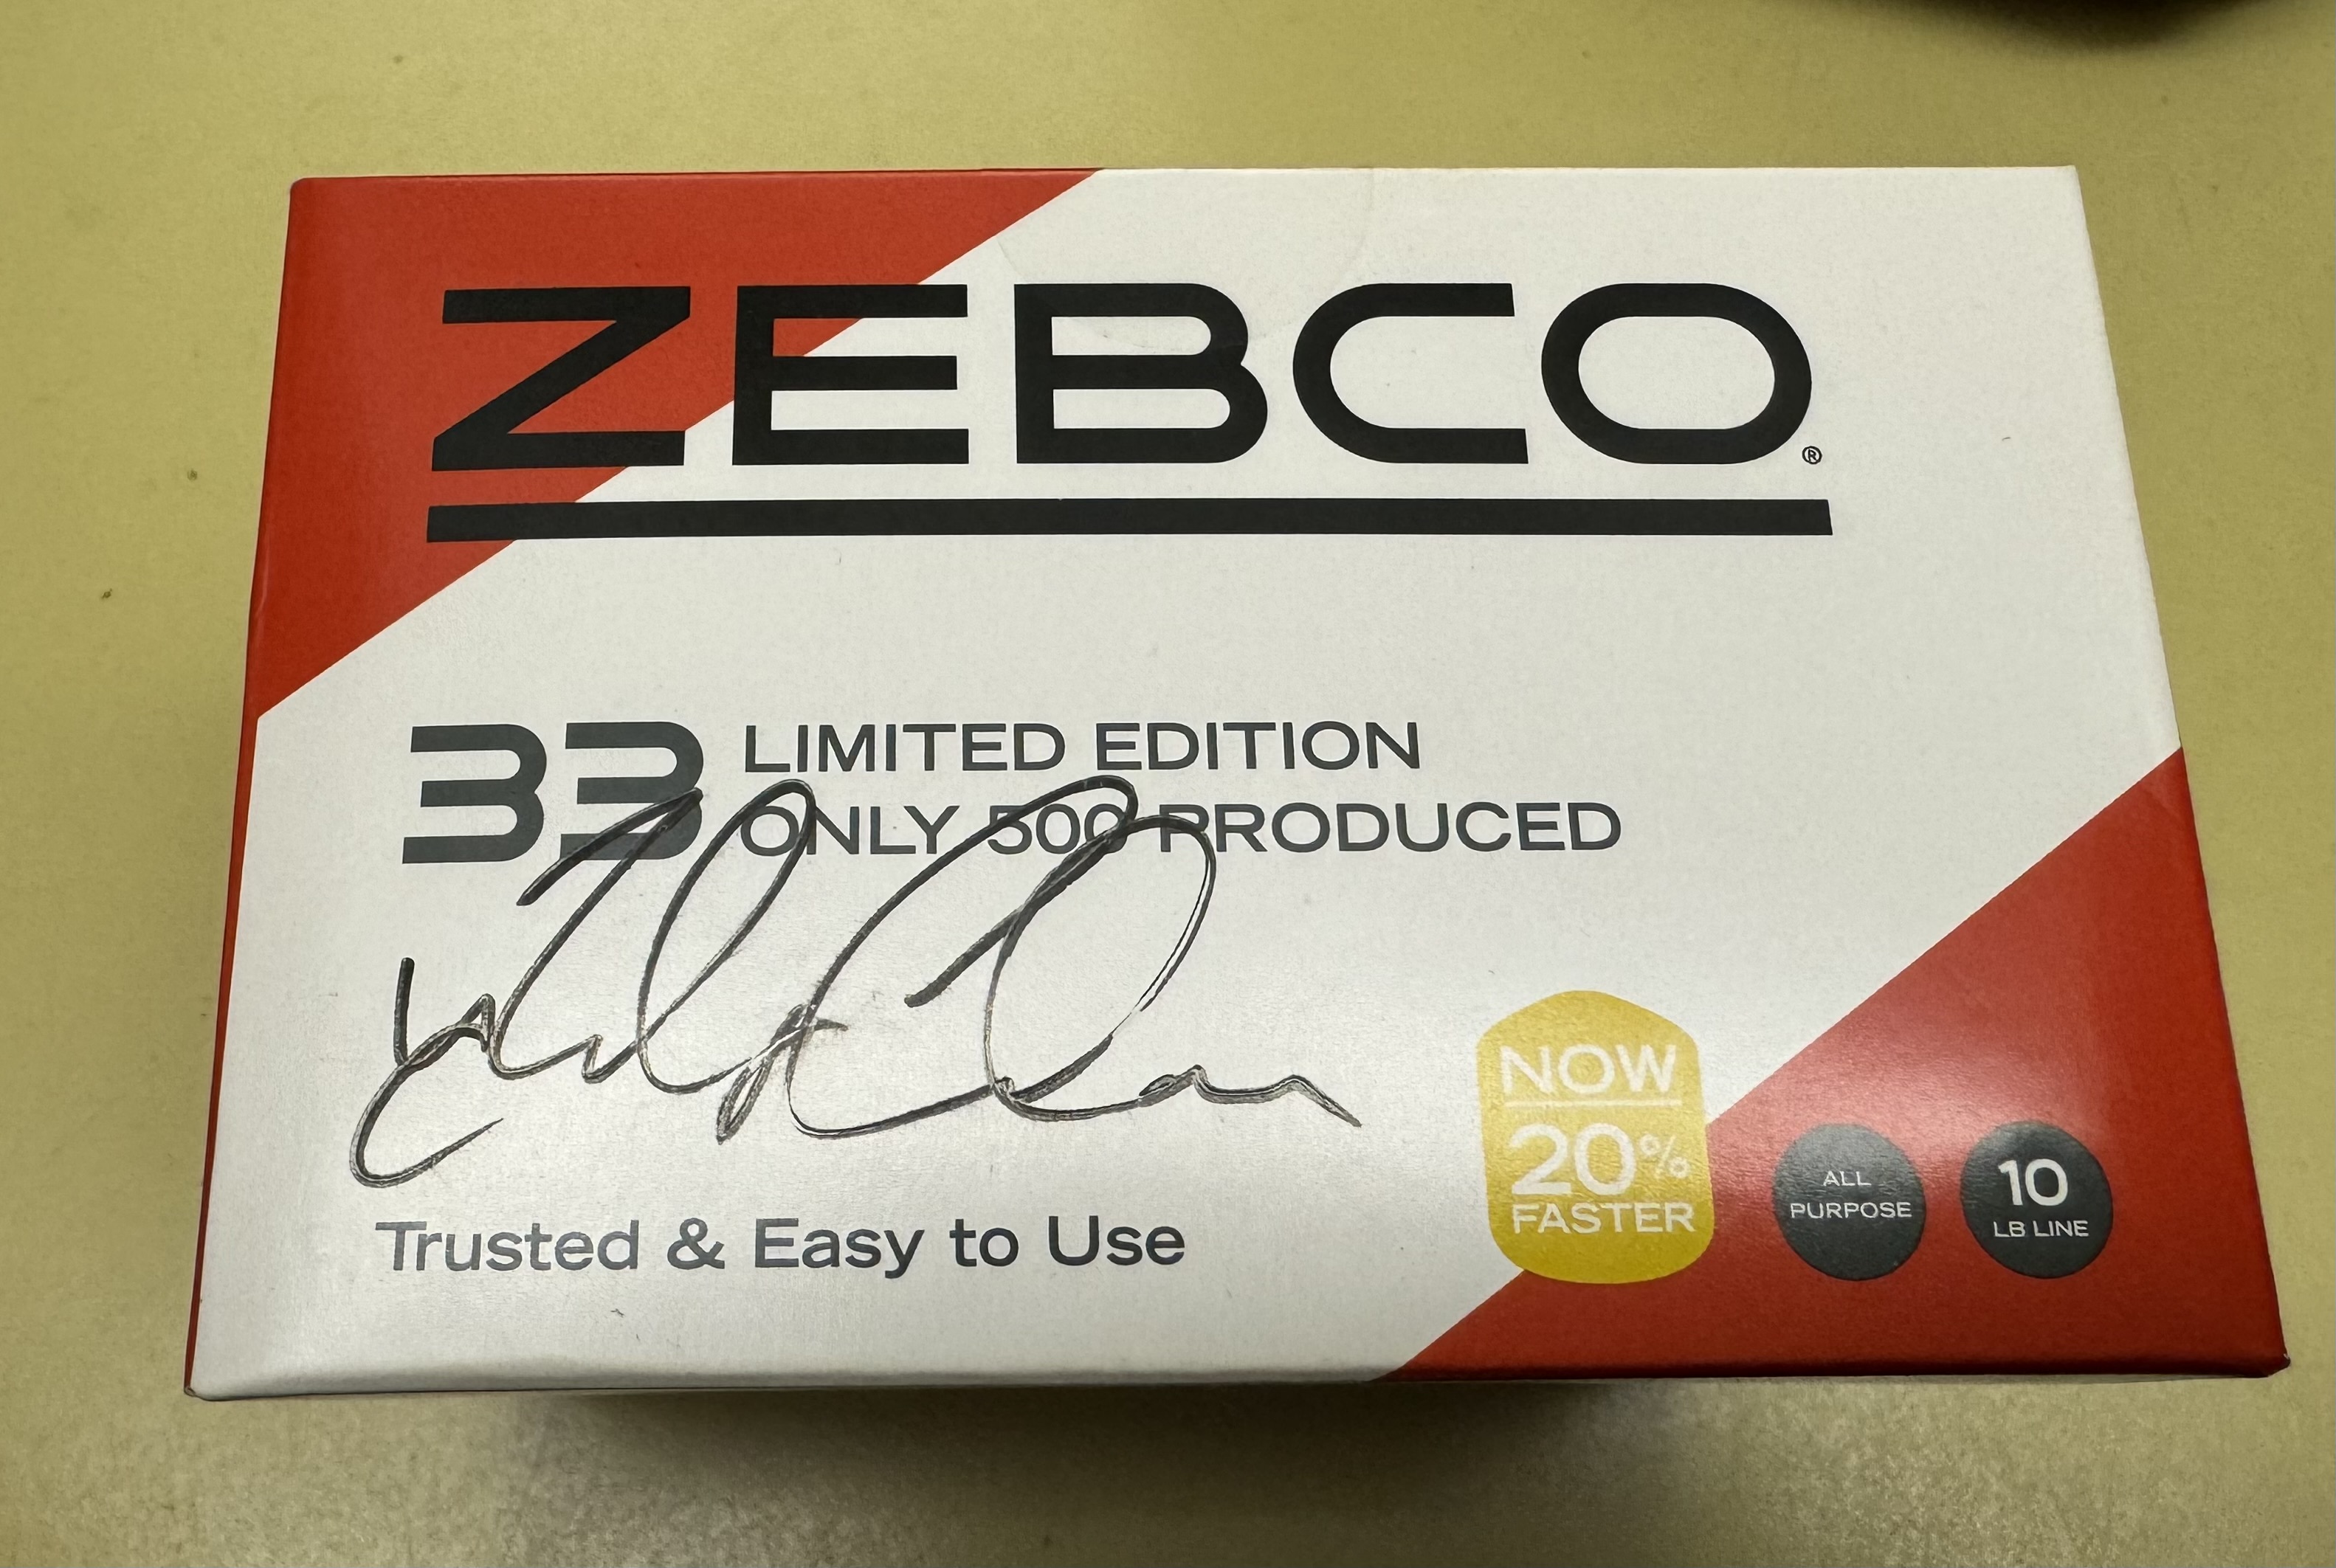 ZEBCO®
33 LIMITED EDITION
ONLY 500 PRODUCED
Trusted & Easy to Use
NOW
20%
FASTER
ALL
PURPOSE
10
LB LINE